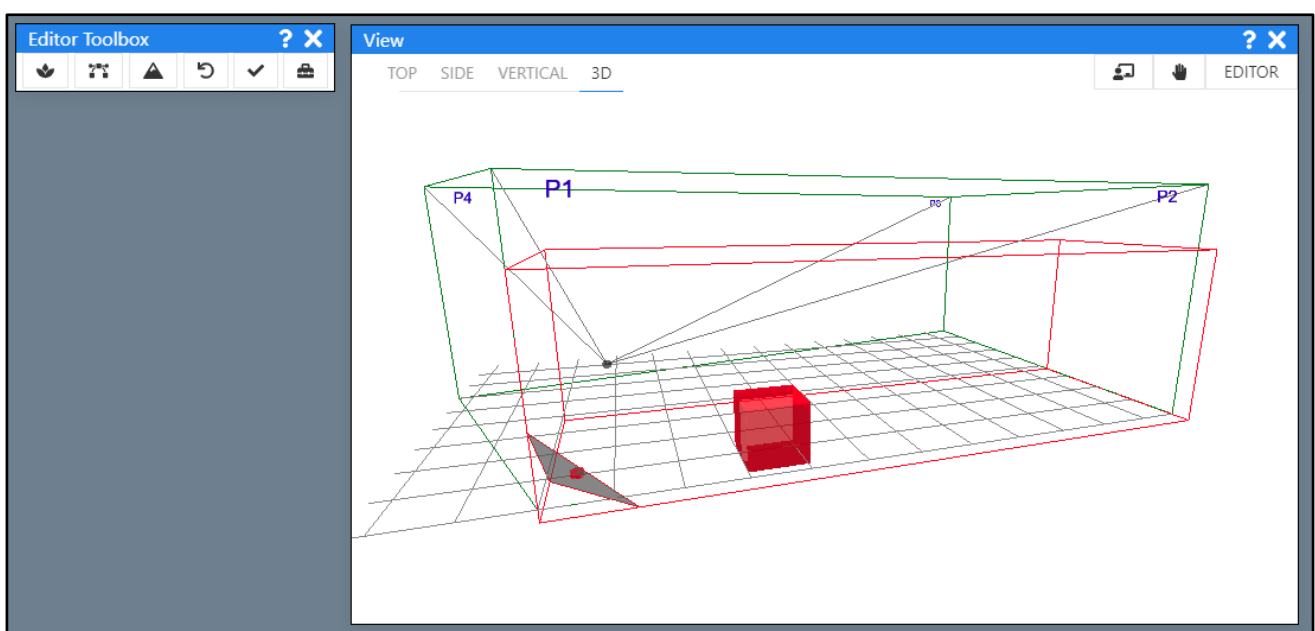 Editor Toolbox ? X
View ? X
TOP SIDE VERTICAL 3D EDITOR
P4 P1 P2